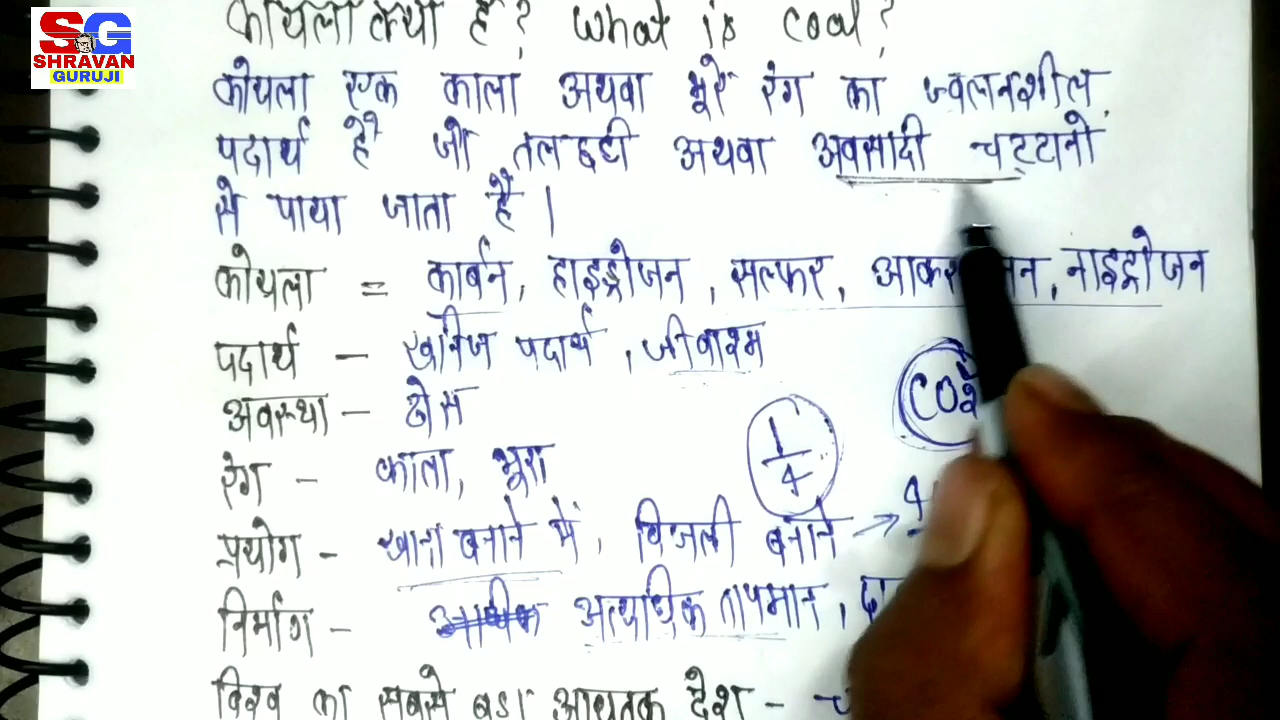 SG
SHRAVAN
GURUJI
कोयला क्या है? What is coal?
कोयला एक काला अथवा भूरे रंग का ज्वलनशील
पदार्थ है जो तलछटी अथवा अवसादी चट्टानो
से पाया जाता है।
कोयला = कार्बन, हाइड्रोजन, सल्फर, नाइट्रोजन
पदार्थ - खनिज पदार्थ, जीवाश्म
अवस्था - ठोस
CO2
रंग - काला, भूरा
1/4
प्रयोग - खाना बनाने में, बिजली बनाने →
निर्माण - अत्याधिक तापमान,
विश्व का सबसे बडा आयातक देश -